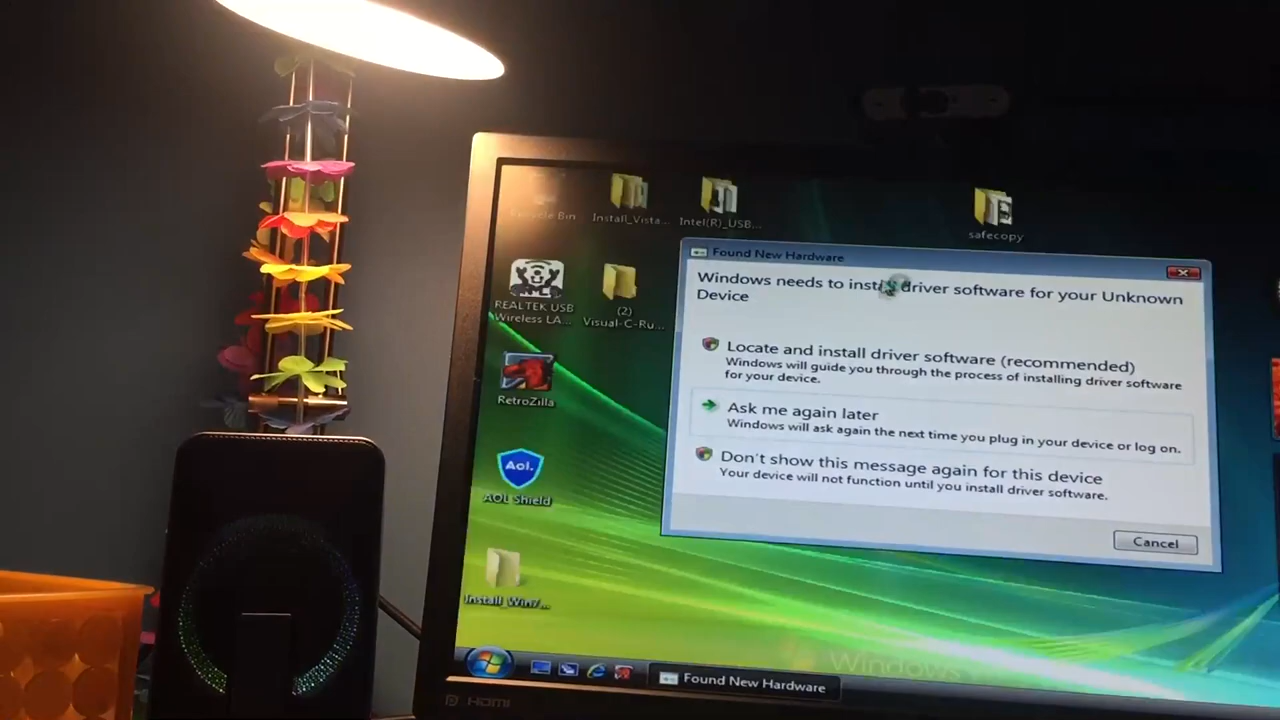 Recycle Bin
Install_Vista...
Intel(R)_USB...
safecopy
REALTEK USB
Wireless LA...
(2)
Visual-C-Ru...
RetroZilla
Aol.
AOL Shield
Install_Win7...
Found New Hardware
Windows needs to install driver software for your Unknown
Device
Locate and install driver software (recommended)
Windows will guide you through the process of installing driver software
for your device.
Ask me again later
Windows will ask again the next time you plug in your device or log on.
Don't show this message again for this device
Your device will not function until you install driver software.
Cancel
Windows
Found New Hardware
HDMI